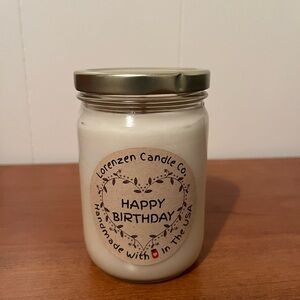 Lorenzen Candle Co.
HAPPY
BIRTHDAY
Handmade with In The USA